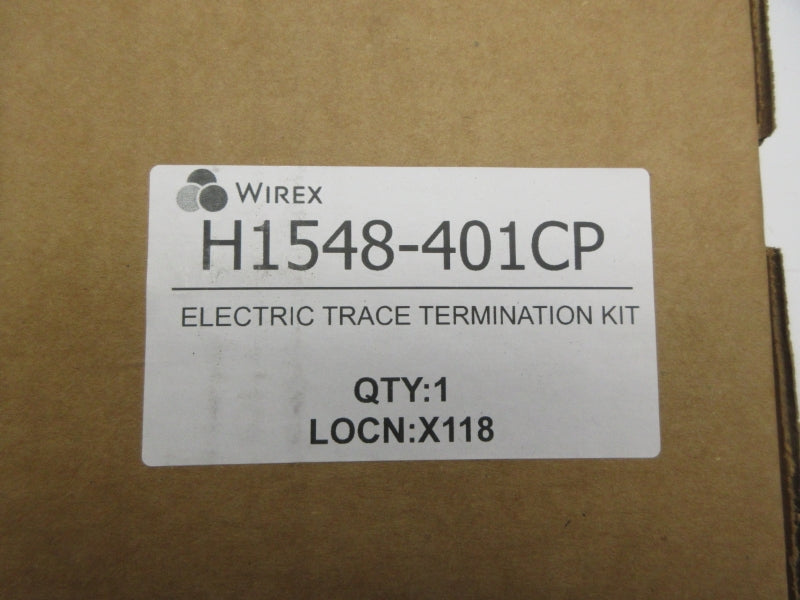 WIREX
H1548-401CP
ELECTRIC TRACE TERMINATION KIT
QTY:1
LOCN:X118